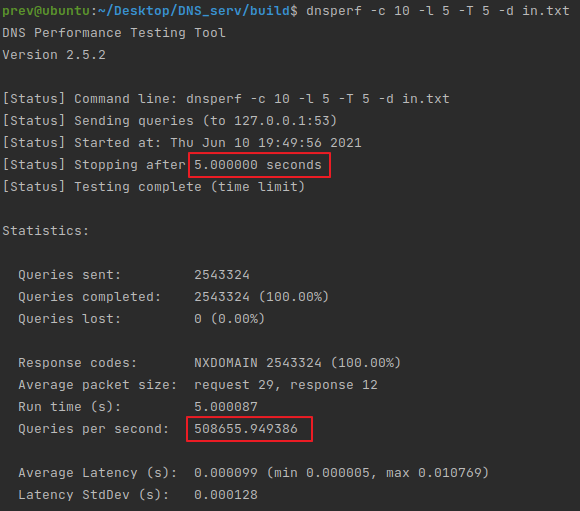 prev@ubuntu:~/Desktop/DNS_serv/build$ dnsperf -c 10 -l 5 -T 5 -d in.txt
DNS Performance Testing Tool
Version 2.5.2
[Status] Command line: dnsperf -c 10 -l 5 -T 5 -d in.txt
[Status] Sending queries (to 127.0.0.1:53)
[Status] Started at: Thu Jun 10 19:49:56 2021
[Status] Stopping after 5.000000 seconds
[Status] Testing complete (time limit)
Statistics:
Queries sent: 2543324
Queries completed: 2543324 (100.00%)
Queries lost: 0 (0.00%)
Response codes: NXDOMAIN 2543324 (100.00%)
Average packet size: request 29, response 12
Run time (s): 5.000087
Queries per second: 508655.949386
Average Latency (s): 0.000099 (min 0.000005, max 0.010769)
Latency StdDev (s): 0.000128